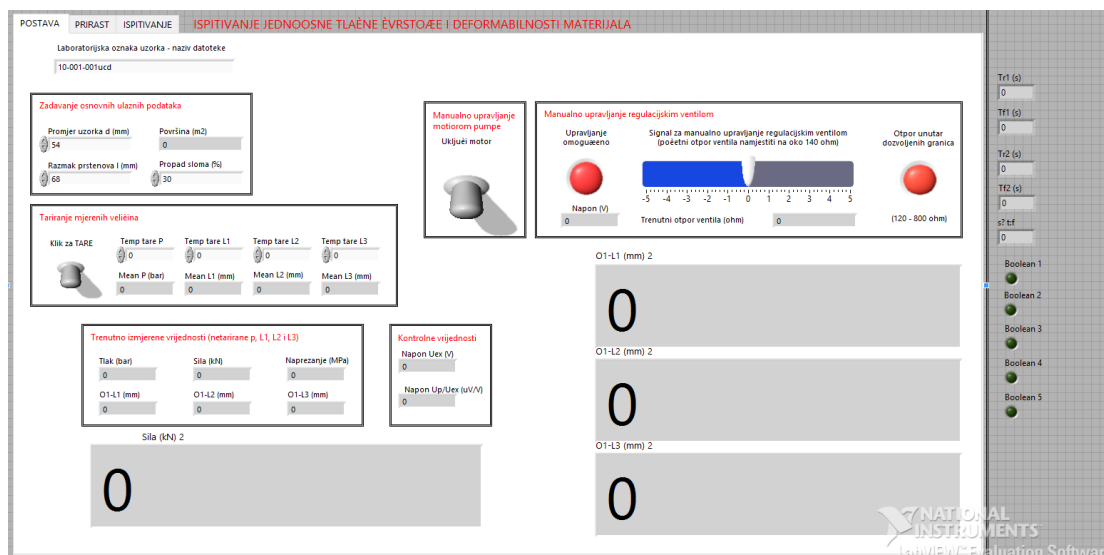 POSTAVA PRIRAST ISPITIVANJE ISPITIVANJE JEDNOOSNE TLAÈNE ÈVRSTOÆE I DEFORMABILNOSTI MATERIJALA
Laboratorijska oznaka uzorka - naziv datoteke
10-001-001ucd
Zadavanje osnovnih ulaznih podataka
Promjer uzorka d (mm) Površina (m2)
54 0
Razmak prstenova l (mm) Propad sloma (%)
68 30
Manualno upravljanje
motiorom pumpe
Ukljuèi motor
Manualno upravljanje regulacijskim ventilom
Upravljanje
omoguæeno
Signal za manualno upravljanje regulacijskim ventilom
(poèetni otpor ventila namjestiti na oko 140 ohm)
Otpor unutar
dozvoljenih granica
-5 -4 -3 -2 -1 0 1 2 3 4 5
Napon (V)
0
Trenutni otpor ventila (ohm) 0
(120 - 800 ohm)
Tariranje mjerenih velièina
Klik za TARE
Temp tare P Temp tare L1 Temp tare L2 Temp tare L3
0 0 0 0
Mean P (bar) Mean L1 (mm) Mean L2 (mm) Mean L3 (mm)
0 0 0 0
Trenutno izmjerene vrijednosti (netarirane p, L1, L2 i L3)
Tlak (bar) Sila (kN) Naprezanje (MPa)
0 0 0
O1-L1 (mm) O1-L2 (mm) O1-L3 (mm)
0 0 0
Kontrolne vrijednosti
Napon Uex (V)
0
Napon Up/Uex (uV/V)
0
Sila (kN) 2
0
O1-L1 (mm) 2
0
O1-L2 (mm) 2
0
O1-L3 (mm) 2
0
Tr1 (s)
0
Tf1 (s)
0
Tr2 (s)
0
Tf2 (s)
0
s? t:f
0
Boolean 1
Boolean 2
Boolean 3
Boolean 4
Boolean 5
NATIONAL
INSTRUMENTS
LabVIEW Evaluation Software